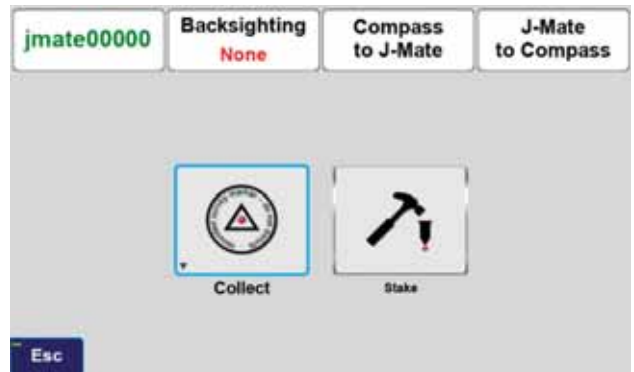 jmate00000
Backsighting
None
Compass
to J-Mate
J-Mate
to Compass
Collect
Stake
Esc